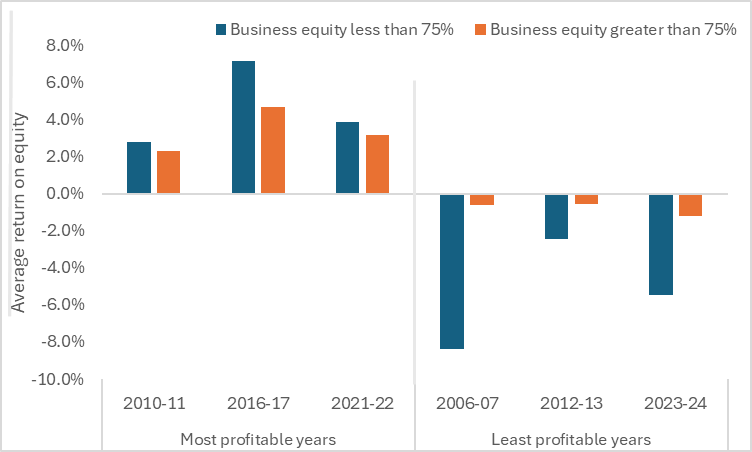 Business equity less than 75% Business equity greater than 75%
Average return on equity
8.0%
6.0%
4.0%
2.0%
0.0%
-2.0%
-4.0%
-6.0%
-8.0%
-10.0%
2010-11 2016-17 2021-22 2006-07 2012-13 2023-24
Most profitable years Least profitable years